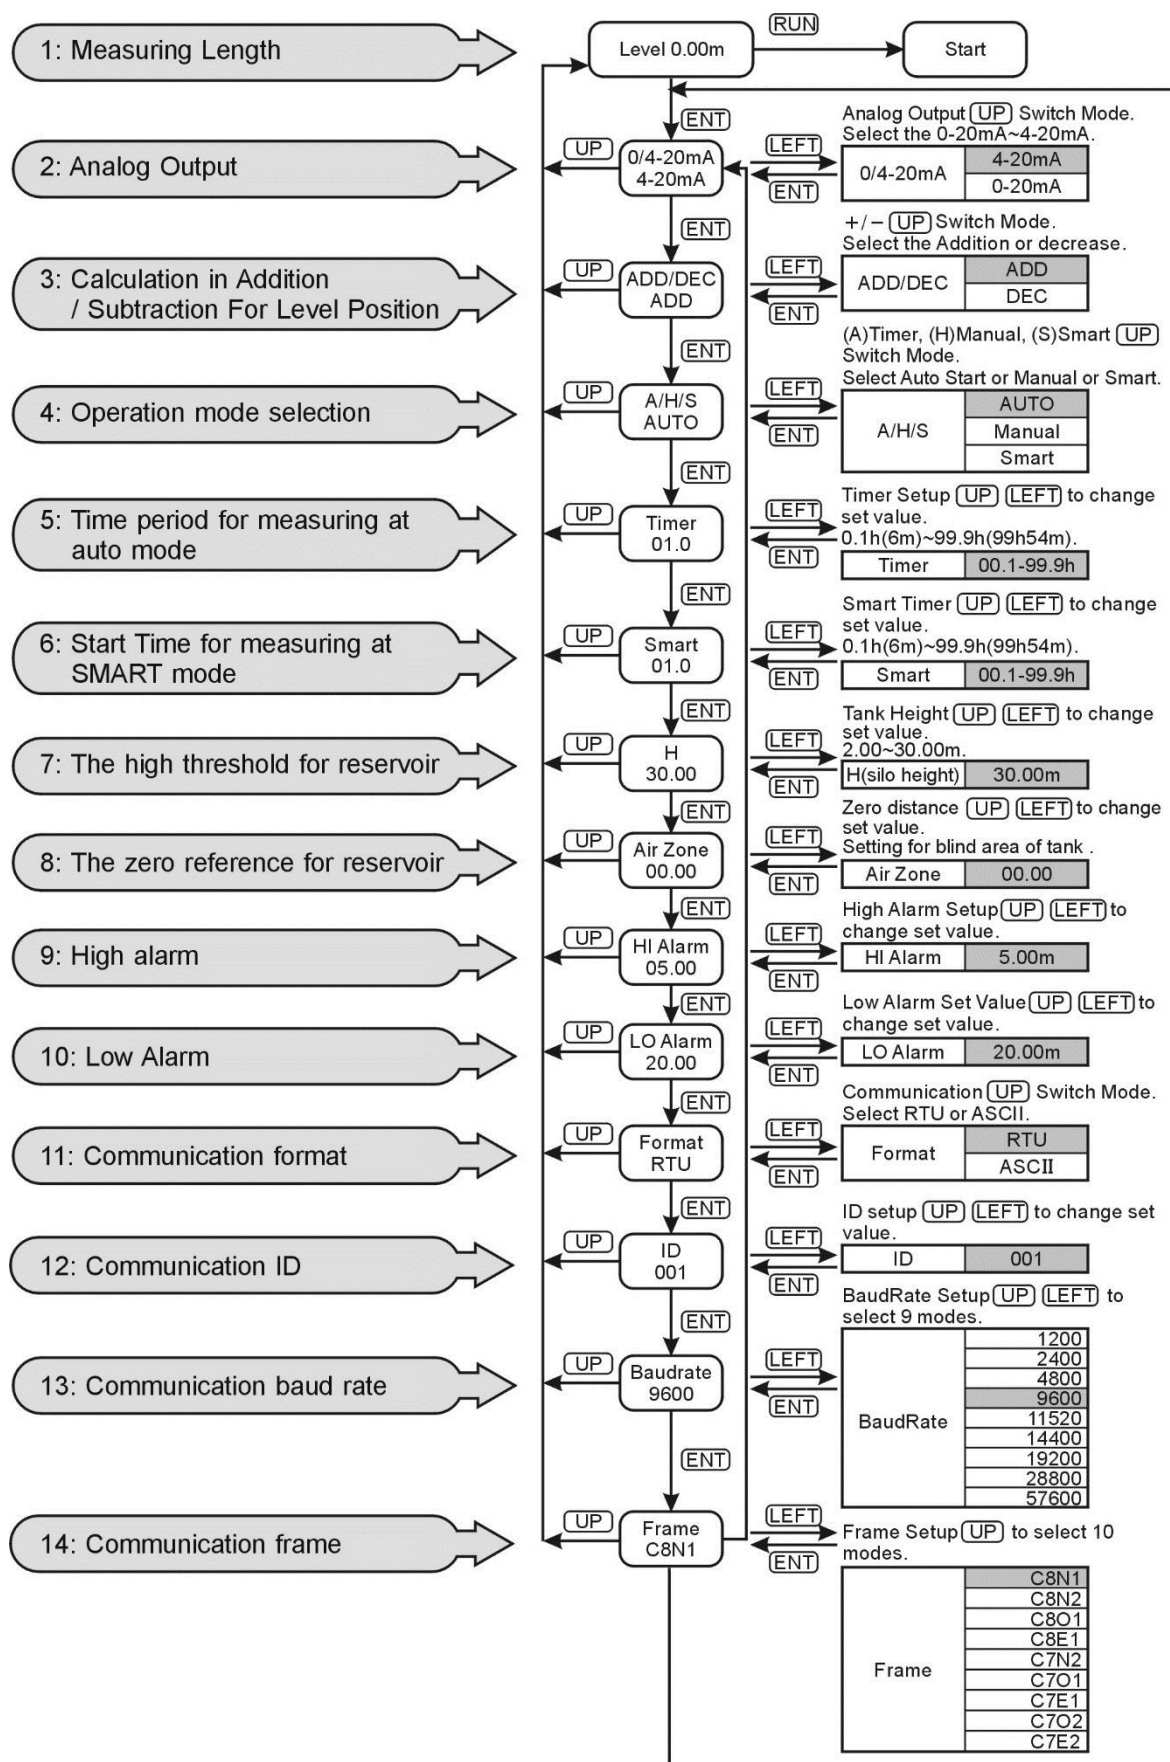 RUN
1: Measuring Length
Level 0.00m
Start
ENT
Analog Output UP Switch Mode.
Select the 0-20mA~4-20mA.
2: Analog Output
UP
0/4-20mA
4-20mA
LEFT
ENT
0/4-20mA
4-20mA
0-20mA
ENT
+/− UP Switch Mode.
Select the Addition or decrease.
3: Calculation in Addition
/ Subtraction For Level Position
UP
ADD/DEC
ADD
LEFT
ENT
ADD/DEC
ADD
DEC
ENT
(A)Timer, (H)Manual, (S)Smart UP
Switch Mode.
Select Auto Start or Manual or Smart.
4: Operation mode selection
UP
A/H/S
AUTO
LEFT
ENT
A/H/S
AUTO
Manual
Smart
ENT
Timer Setup UP LEFT to change
set value.
0.1h(6m)~99.9h(99h54m).
5: Time period for measuring at
auto mode
UP
Timer
01.0
LEFT
ENT
Timer
00.1-99.9h
ENT
Smart Timer UP LEFT to change
set value.
0.1h(6m)~99.9h(99h54m).
6: Start Time for measuring at
SMART mode
UP
Smart
01.0
LEFT
ENT
Smart
00.1-99.9h
ENT
Tank Height UP LEFT to change
set value.
2.00~30.00m.
7: The high threshold for reservoir
UP
H
30.00
LEFT
ENT
H(silo height)
30.00m
ENT
Zero distance UP LEFT to change
set value.
Setting for blind area of tank .
8: The zero reference for reservoir
UP
Air Zone
00.00
LEFT
ENT
Air Zone
00.00
ENT
High Alarm Setup UP LEFT to
change set value.
9: High alarm
UP
HI Alarm
05.00
LEFT
ENT
HI Alarm
5.00m
ENT
Low Alarm Set Value UP LEFT to
change set value.
10: Low Alarm
UP
LO Alarm
20.00
LEFT
ENT
LO Alarm
20.00m
ENT
Communication UP Switch Mode.
Select RTU or ASCII.
11: Communication format
UP
Format
RTU
LEFT
ENT
Format
RTU
ASCII
ENT
ID setup UP LEFT to change set
value.
12: Communication ID
UP
ID
001
LEFT
ENT
ID
001
ENT
BaudRate Setup UP LEFT to
select 9 modes.
13: Communication baud rate
UP
Baudrate
9600
LEFT
ENT
BaudRate
1200
2400
4800
9600
11520
14400
19200
28800
57600
ENT
14: Communication frame
UP
Frame
C8N1
LEFT
ENT
Frame Setup UP to select 10
modes.
Frame
C8N1
C8N2
C8O1
C8E1
C7N2
C7O1
C7E1
C7O2
C7E2